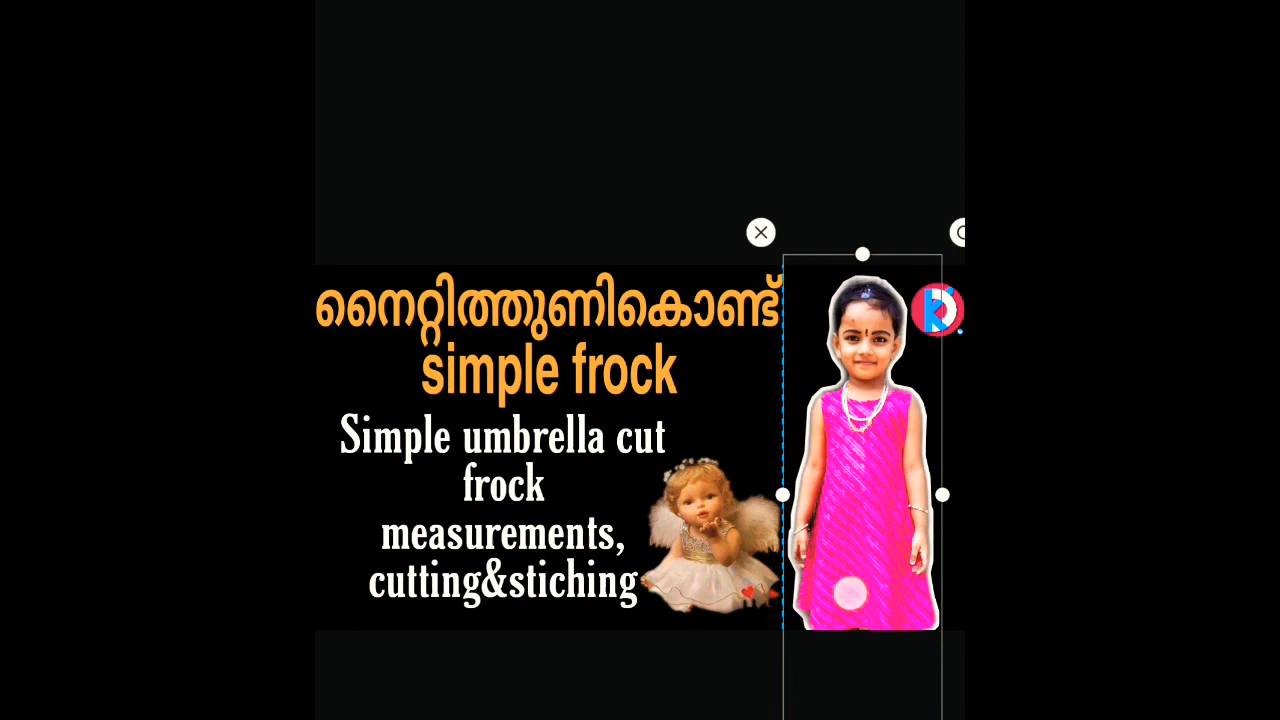 നൈറ്റിത്തുണികൊണ്ട്
simple frock
Simple umbrella cut
frock
measurements,
cutting&stiching